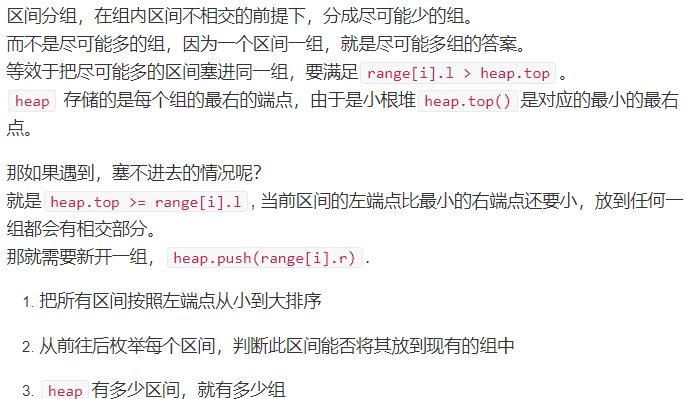 区间分组，在组内区间不相交的前提下，分成尽可能少的组。
而不是尽可能多的组，因为一个区间一组，就是尽可能多组的答案。
等效于把尽可能多的区间塞进同一组，要满足 range[i].l > heap.top 。
heap 存储的是每个组的最右的端点，由于是小根堆 heap.top() 是对应的最小的最右
点。
那如果遇到，塞不进去的情况呢？
就是 heap.top >= range[i].l , 当前区间的左端点比最小的右端点还要小，放到任何一
组都会有相交部分。
那就需要新开一组， heap.push(range[i].r) .
1. 把所有区间按照左端点从小到大排序
2. 从前往后枚举每个区间，判断此区间能否将其放到现有的组中
3. heap 有多少区间，就有多少组